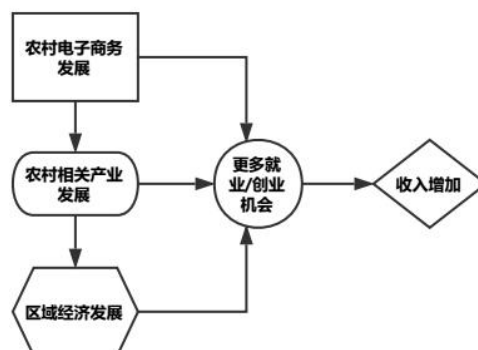 农村电子商务
发展
农村相关产业
发展
更多就
业/创业
机会
收入增加
区域经济发展